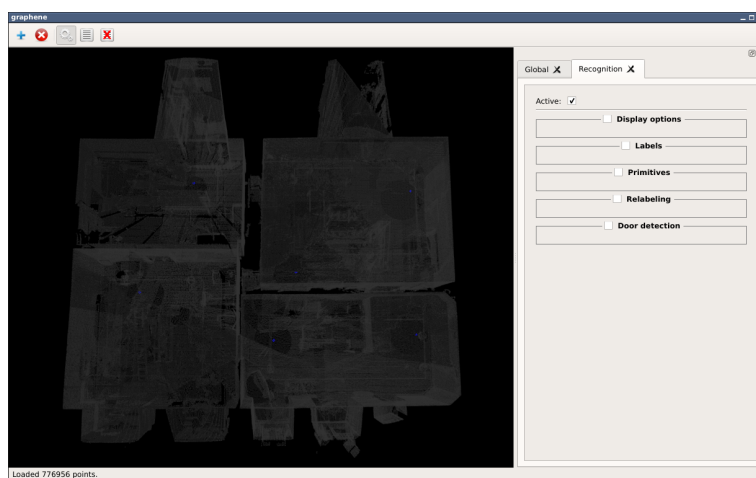 graphene
Global
Recognition
Active:
Display options
Labels
Primitives
Relabeling
Door detection
Loaded 776956 points.